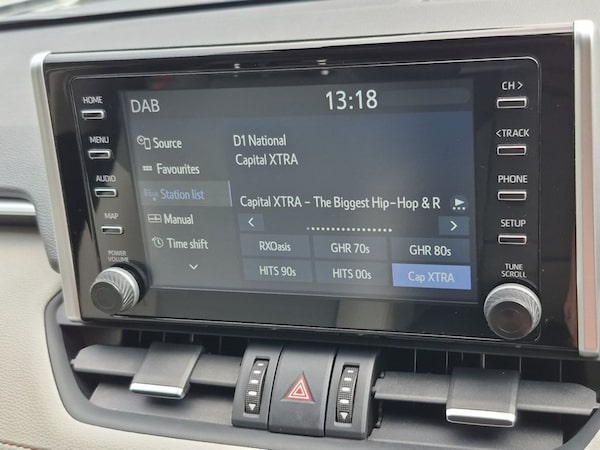 HOME
MENU
AUDIO
MAP
POWER
VOLUME
DAB
13:18
Source
Favourites
Station list
Manual
Time shift
D1 National
Capital XTRA
Capital XTRA - The Biggest Hip-Hop & R
<
>
RXOasis GHR 70s GHR 80s
HITS 90s HITS 00s Cap XTRA
CH >
< TRACK
PHONE
SETUP
TUNE
SCROLL